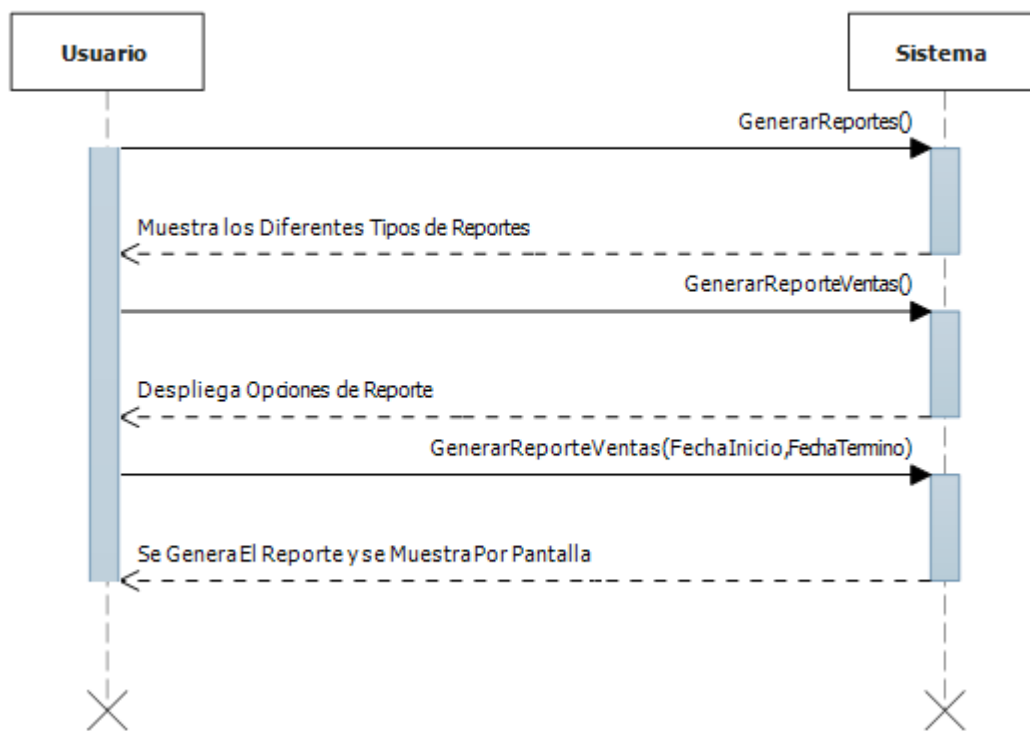 Usuario
Sistema
GenerarReportes()
Muestra los Diferentes Tipos de Reportes
GenerarReporteVentas()
Despliega Opciones de Reporte
GenerarReporteVentas(FechaInicio,FechaTermino)
Se Genera El Reporte y se Muestra Por Pantalla